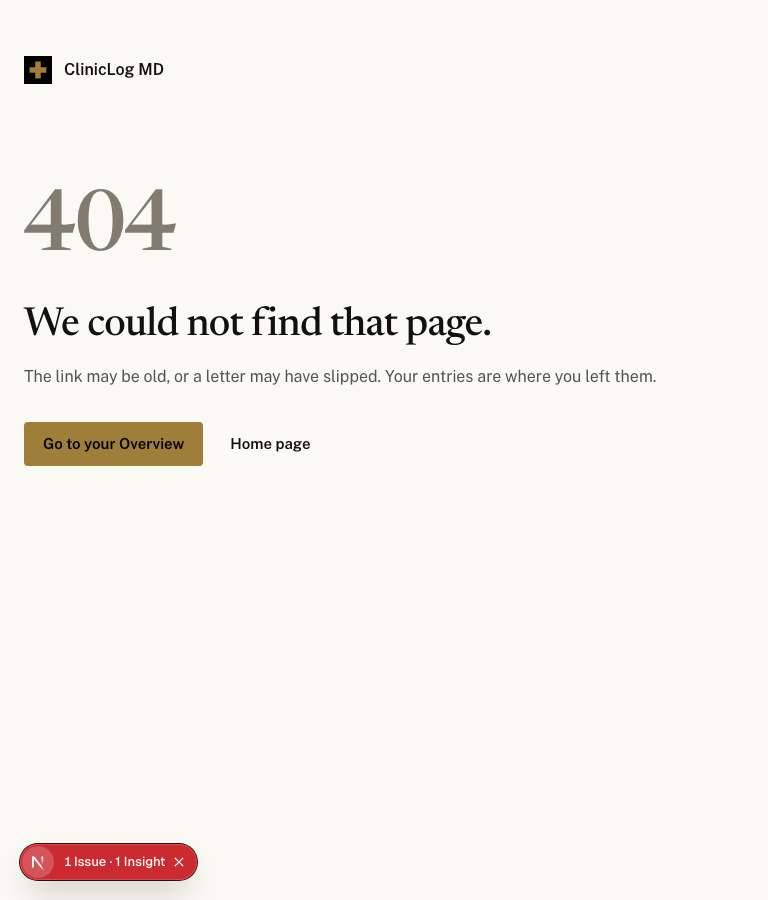 ClinicLog MD
404
We could not find that page.
The link may be old, or a letter may have slipped. Your entries are where you left them.
Go to your Overview
Home page
N
1 Issue · 1 Insight